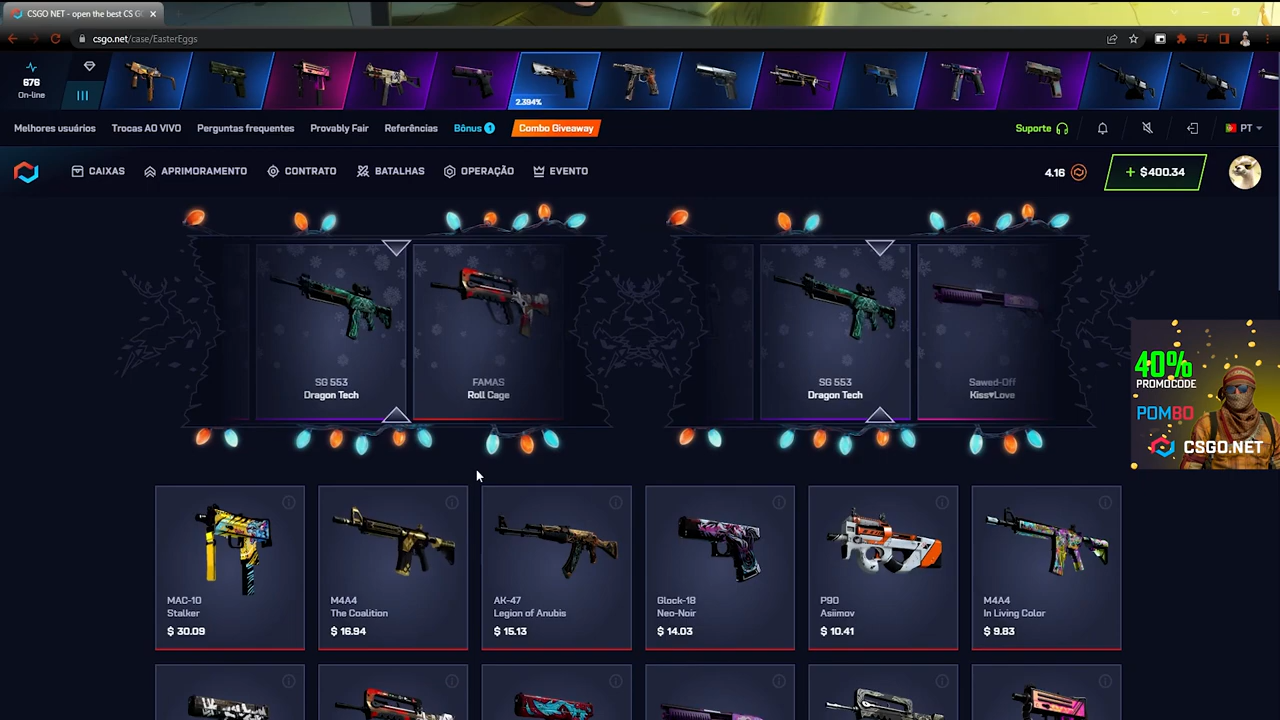 CSGO NET - open the best CS G
csgo.net/case/EasterEggs
676
On-line
2.394%
Melhores usuários
Trocas AO VIVO
Perguntas frequentes
Provably Fair
Referências
Bônus 1
Combo Giveaway
Suporte
PT
CAIXAS
APRIMORAMENTO
CONTRATO
BATALHAS
OPERAÇÃO
EVENTO
4.16
+ $400.34
SG 553
Dragon Tech
FAMAS
Roll Cage
SG 553
Dragon Tech
Sawed-Off
Kiss♥Love
40%
PROMOCODE
POMBO
CSGO.NET
MAC-10
Stalker
$ 30.09
M4A4
The Coalition
$ 16.94
AK-47
Legion of Anubis
$ 15.13
Glock-18
Neo-Noir
$ 14.03
P90
Asiimov
$ 10.41
M4A4
In Living Color
$ 9.83